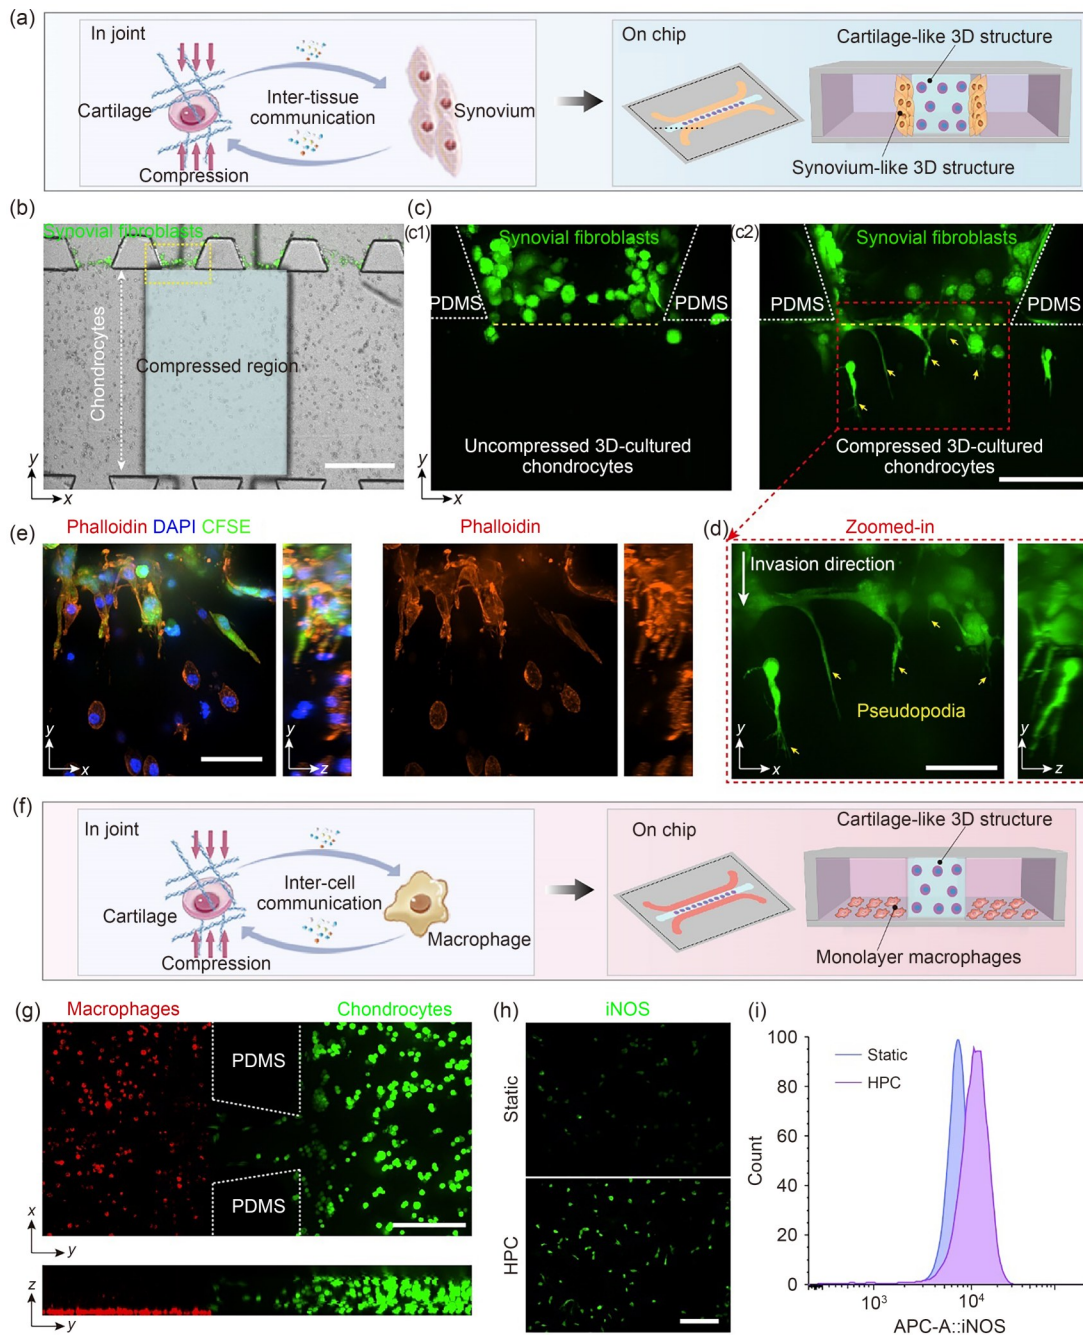 (a)
In joint
Cartilage
Inter-tissue
communication
Synovium
Compression
On chip
Cartilage-like 3D structure
Synovium-like 3D structure
(b)
Synovial fibroblasts
Chondrocytes
Compressed region
y
x
(c)
(c1)
Synovial fibroblasts
PDMS
PDMS
Uncompressed 3D-cultured
chondrocytes
y
x
(c2)
Synovial fibroblasts
PDMS
PDMS
Compressed 3D-cultured
chondrocytes
(e)
Phalloidin DAPI CFSE
y
x
y
z
Phalloidin
(d)
Zoomed-in
Invasion direction
Pseudopodia
y
x
y
z
(f)
In joint
Cartilage
Inter-cell
communication
Macrophage
Compression
On chip
Cartilage-like 3D structure
Monolayer macrophages
(g)
Macrophages
Chondrocytes
PDMS
PDMS
x
y
z
y
(h)
iNOS
Static
HPC
(i)
Static
HPC
Count
100
80
60
40
20
0
10³
10⁴
APC-A::iNOS